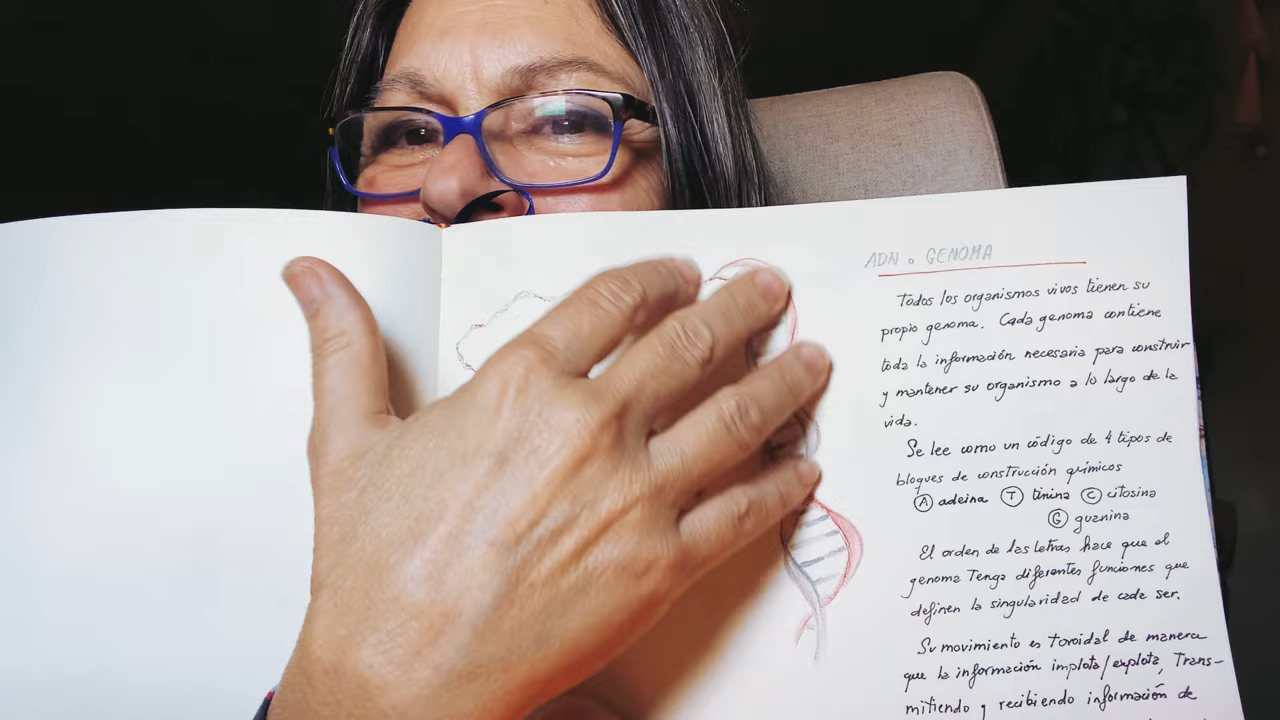 ADN o GENOMA
Todos los organismos vivos tienen su
propio genoma. Cada genoma contiene
toda la información necesaria para construir
y mantener su organismo a lo largo de la
vida.
Se lee como un código de 4 tipos de
bloques de construcción químicos
A adeina T tinina C citosina
G guanina
El orden de las letras hace que el
genoma Tenga diferentes funciones que
definen la singularidad de cade ser.
Su movimiento es toroidal de manera
que la información implota/explota, Trans-
mitiendo y recibiendo información de